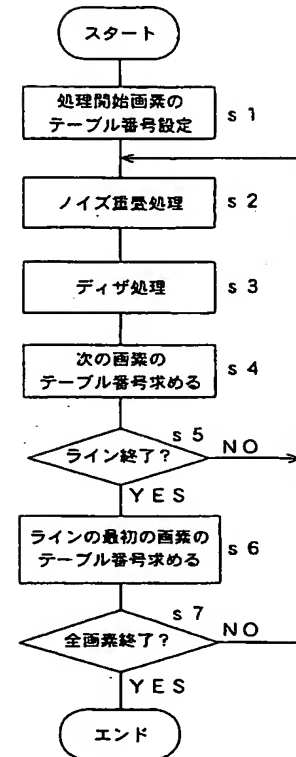 スタート
処理開始画素の
テーブル番号設定
s 1
ノイズ重畳処理
s 2
ディザ処理
s 3
次の画素の
テーブル番号求める
s 4
s 5
ライン終了?
NO
YES
ラインの最初の画素の
テーブル番号求める
s 6
s 7
全画素終了?
NO
YES
エンド